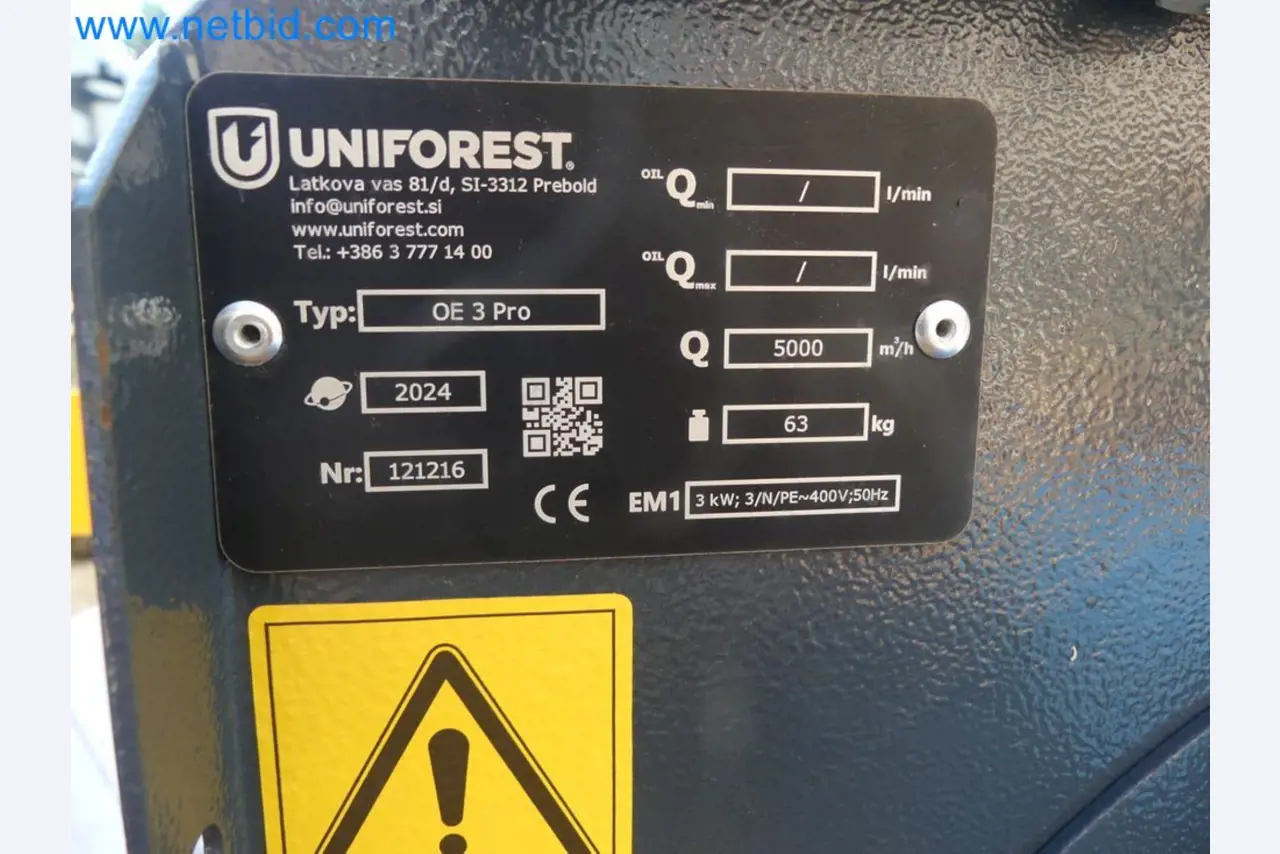 www.netbid.com
UNIFOREST®
Latkova vas 81/d, SI-3312 Prebold
info@uniforest.si
www.uniforest.com
Tel.: +386 3 777 14 00
Typ: OE 3 Pro
2024
Nr: 121216
CE
OIL Qmin / l/min
OIL Qmax / l/min
Q 5000 m³/h
63 kg
EM1 3 kW; 3/N/PE~400V;50Hz